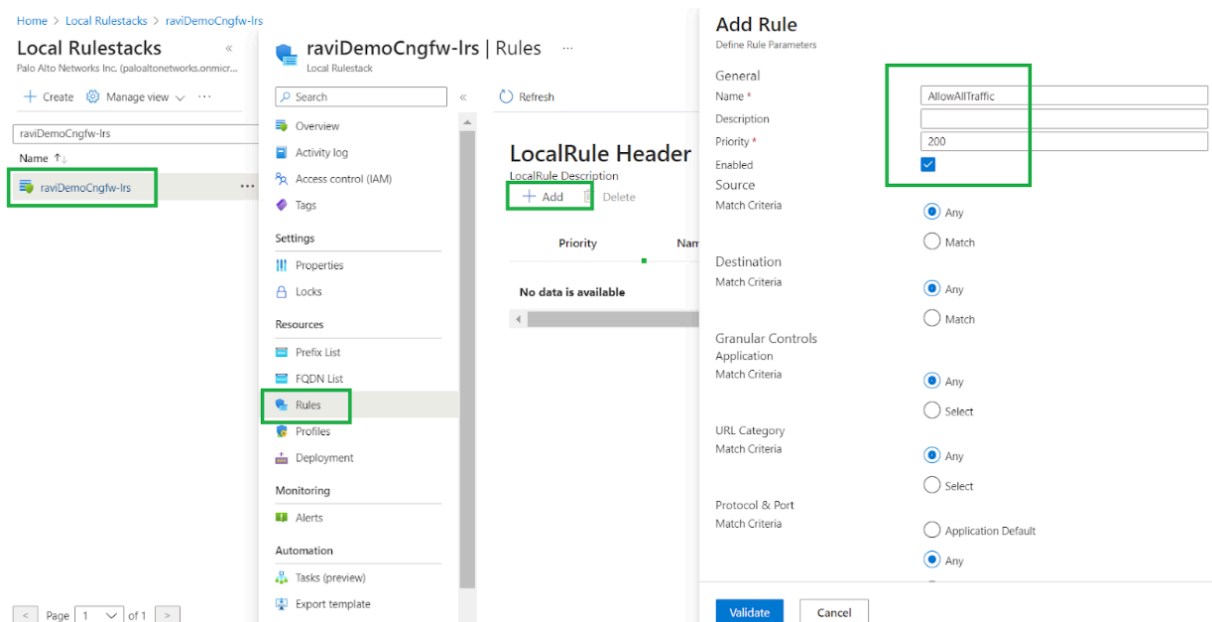 Home > Local Rulestacks > raviDemoCngfw-lrs
Local Rulestacks «
Palo Alto Networks Inc. (paloaltonetworks.onmicr...
+ Create Manage view ...
raviDemoCngfw-lrs
Name ↑↓
raviDemoCngfw-lrs ...
< Page 1 of 1 >
raviDemoCngfw-lrs | Rules ...
Local Rulestack
Search «
Overview
Activity log
Access control (IAM)
Tags
Settings
Properties
Locks
Resources
Prefix List
FQDN List
Rules
Profiles
Deployment
Monitoring
Alerts
Automation
Tasks (preview)
Export template
Refresh
LocalRule Header
LocalRule Description
+ Add Delete
Priority Nam
No data is available
Add Rule
Define Rule Parameters
General
Name * AllowAllTraffic
Description
Priority * 200
Enabled
Source
Match Criteria Any
Match
Destination
Match Criteria Any
Match
Granular Controls
Application
Match Criteria Any
Select
URL Category
Match Criteria Any
Select
Protocol & Port
Match Criteria Application Default
Any
Validate Cancel